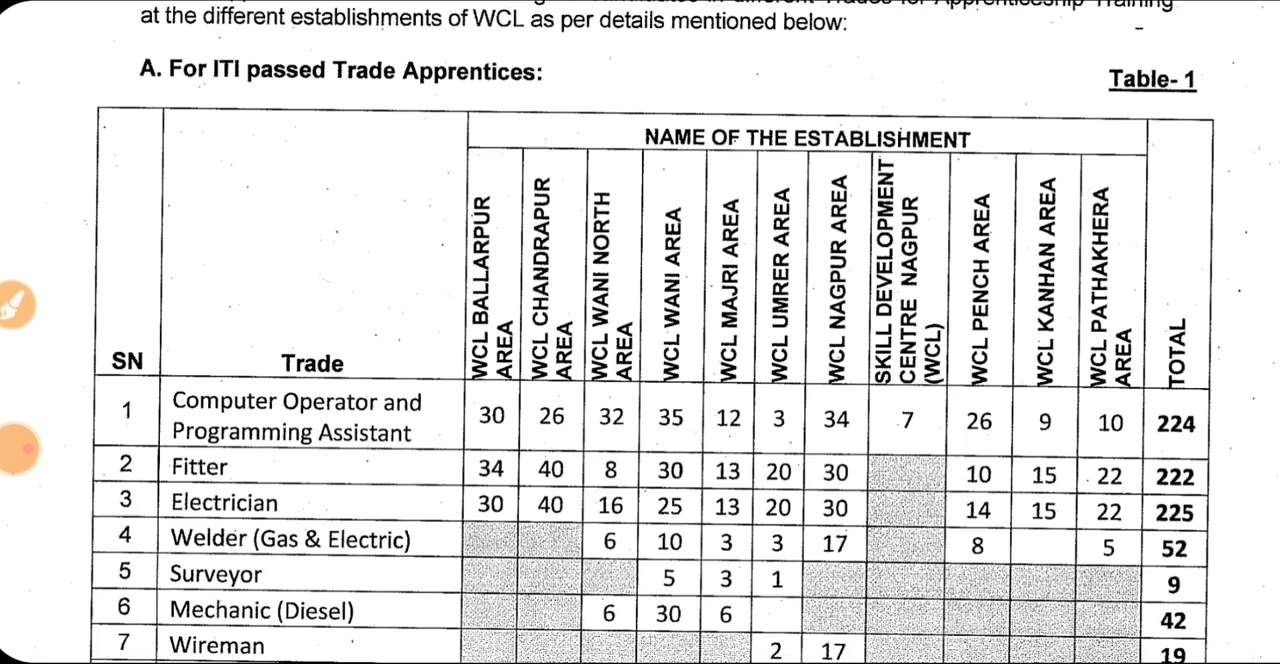 at the different establishments of WCL as per details mentioned below:
A. For ITI passed Trade Apprentices:
Table- 1
SN
Trade
NAME OF THE ESTABLISHMENT
WCL BALLARPUR
AREA
WCL CHANDRAPUR
AREA
WCL WANI NORTH
AREA
WCL WANI AREA
WCL MAJRI AREA
WCL UMRER AREA
WCL NAGPUR AREA
SKILL DEVELOPMENT
CENTRE NAGPUR
(WCL)
WCL PENCH AREA
WCL KANHAN AREA
WCL PATHAKHERA
AREA
TOTAL
1 Computer Operator and
Programming Assistant 30 26 32 35 12 3 34 7 26 9 10 224
2 Fitter 34 40 8 30 13 20 30 10 15 22 222
3 Electrician 30 40 16 25 13 20 30 14 15 22 225
4 Welder (Gas & Electric) 6 10 3 3 17 8 5 52
5 Surveyor 5 3 1 9
6 Mechanic (Diesel) 6 30 6 42
7 Wireman 2 17 19